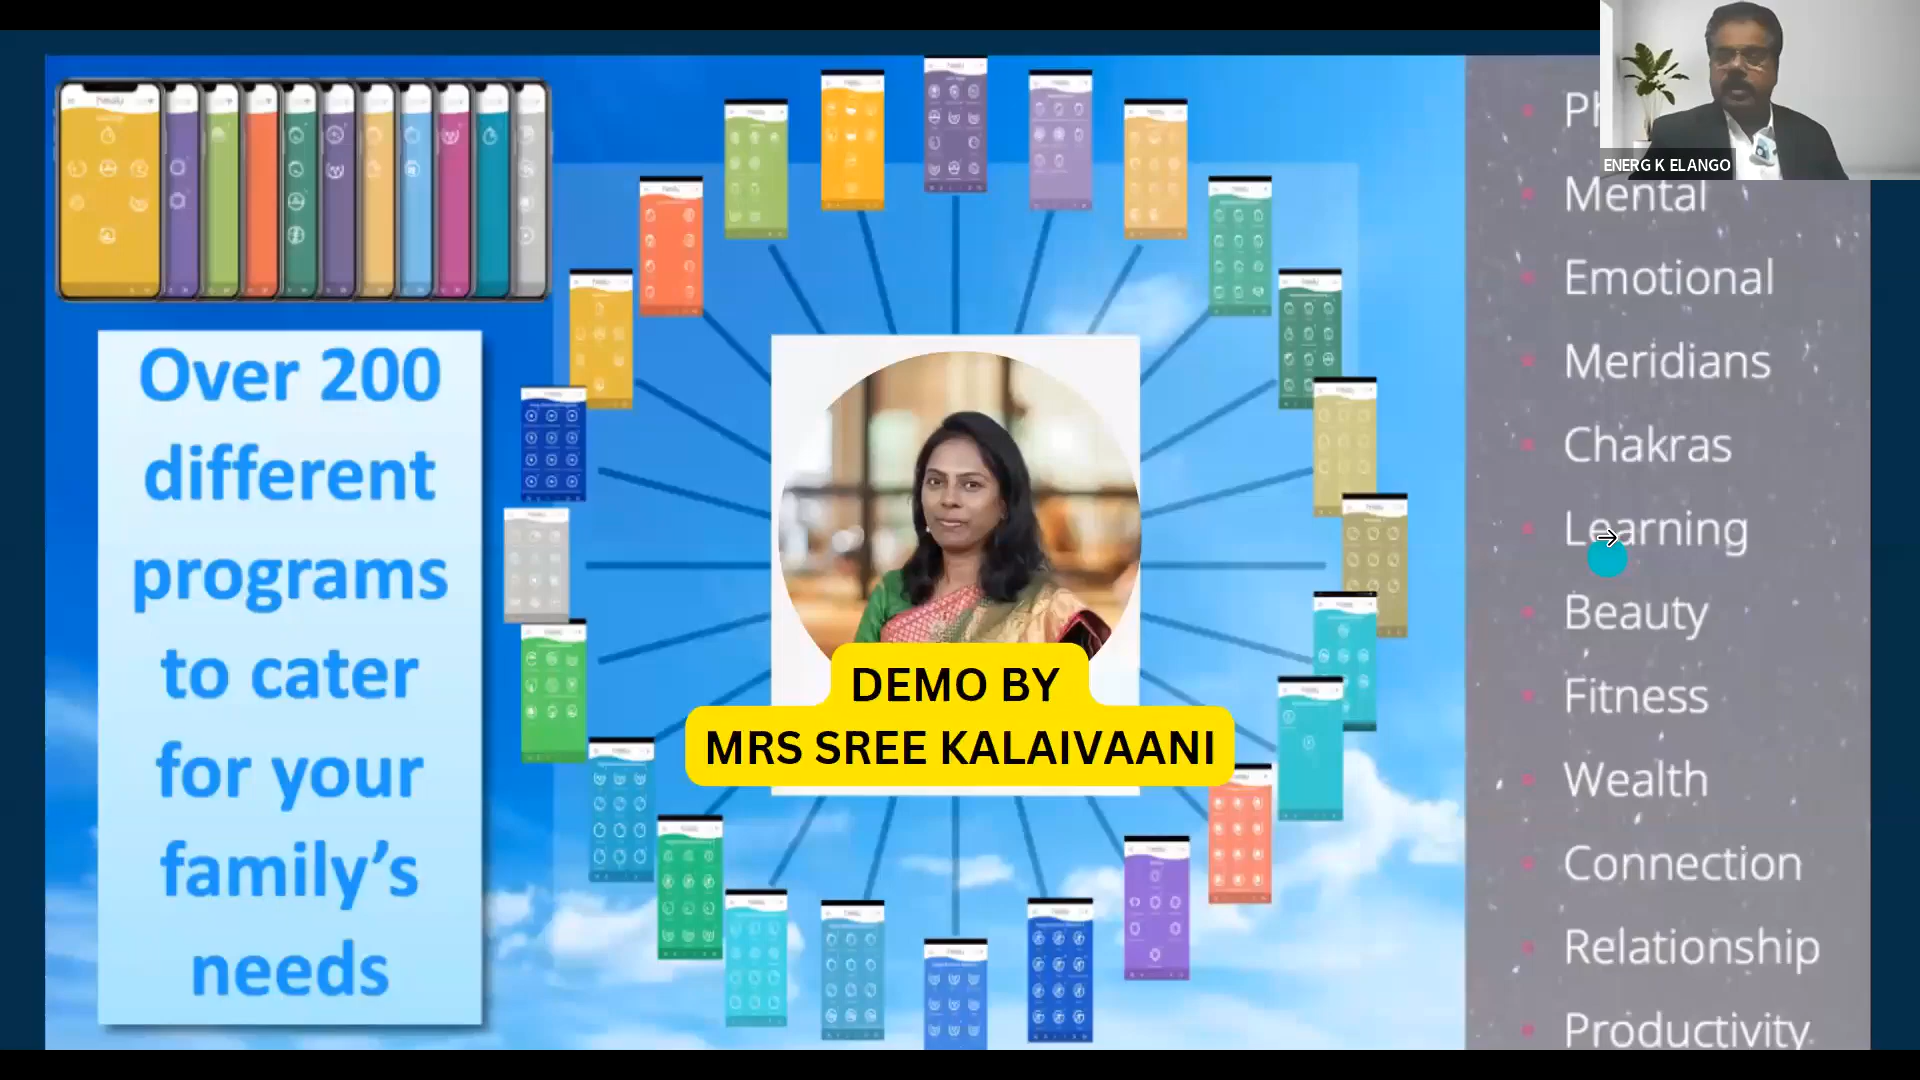 Over 200
different
programs
to cater
for your
family's
needs
DEMO BY
MRS SREE KALAIVAANI
ENERG K ELANGO
Mental
Emotional
Meridians
Chakras
Learning
Beauty
Fitness
Wealth
Connection
Relationship
Productivity